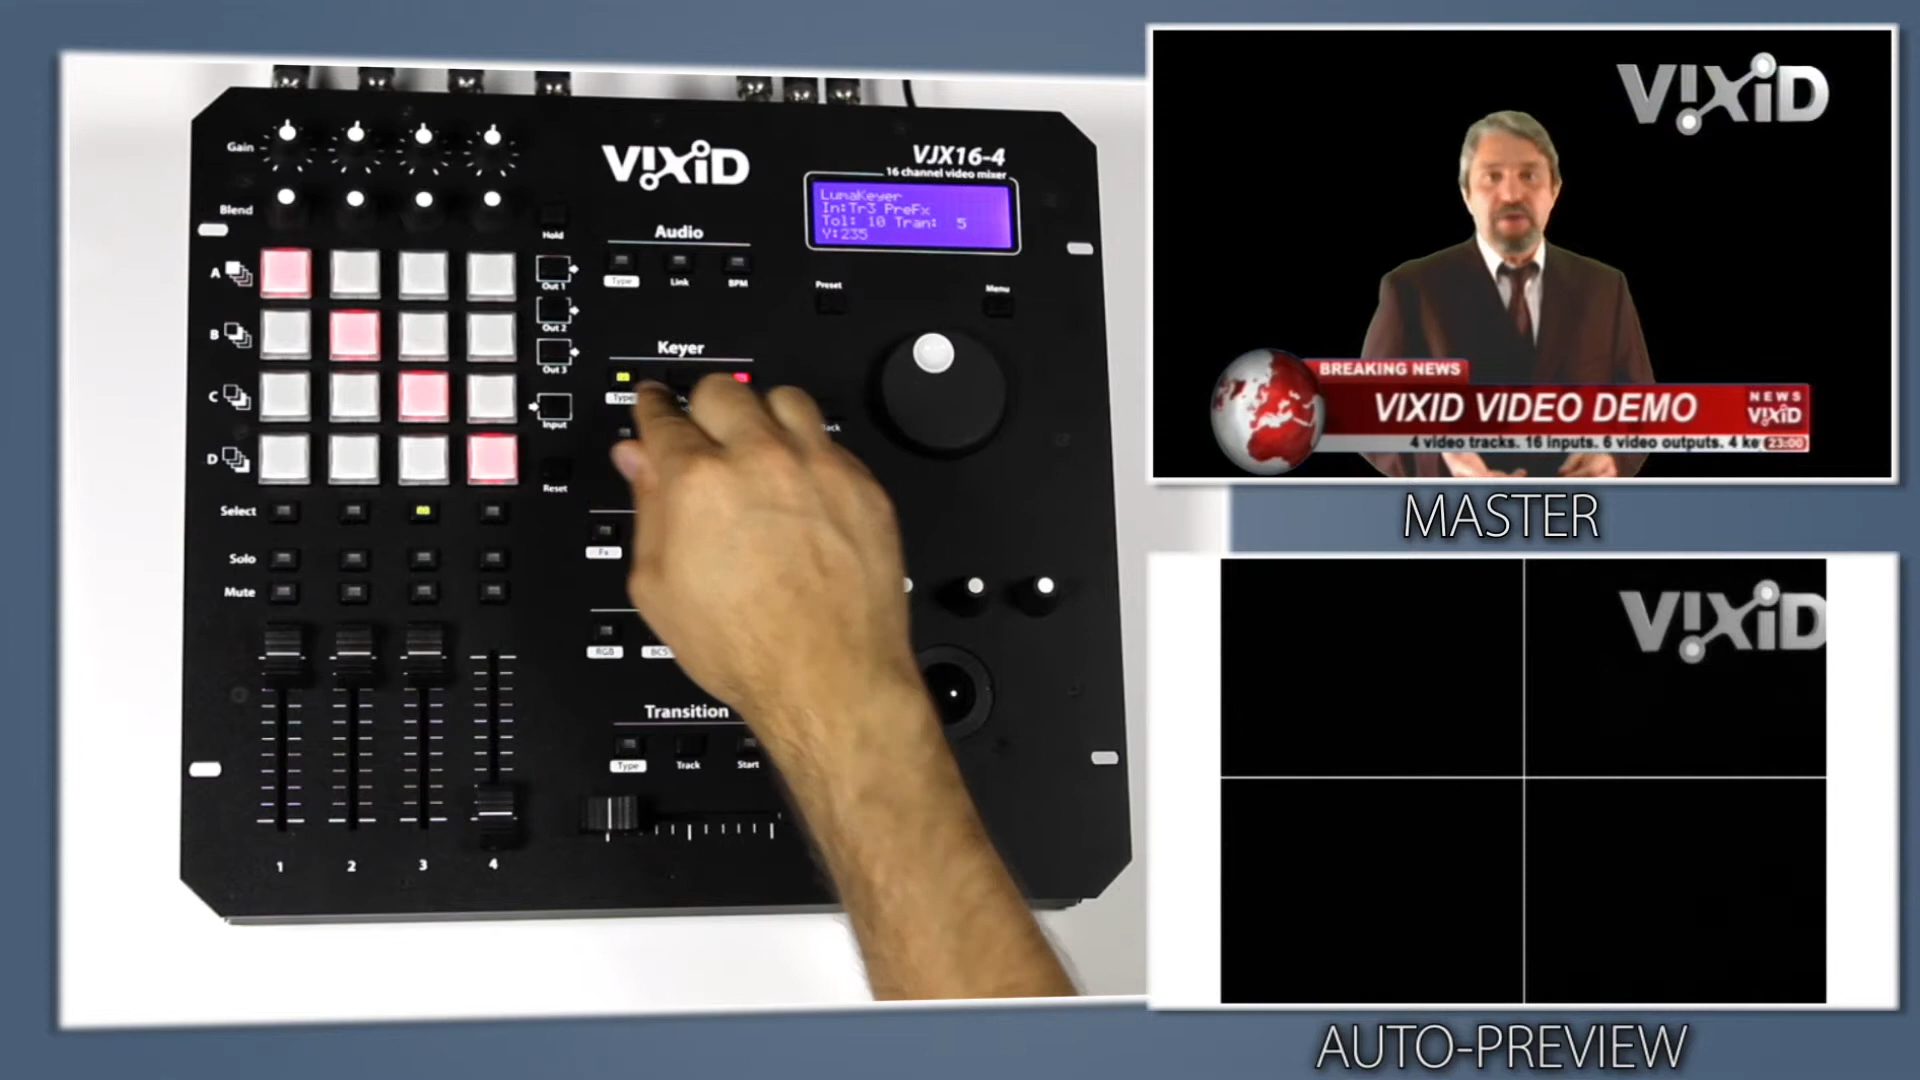 Gain
Blend
A
B
C
D
Select
Solo
Mute
1
2
3
4
Hold
Out 1
Out 2
Out 3
Input
Reset
VIXID
VJX16-4
16 channel video mixer
LumaKeyer
In:Tr3 PreFx
Tol: 10 Tran: 5
Y:235
Audio
Type
Link
BPM
Preset
Menu
Keyer
Type
Fx
RGB
Transition
Type
Track
Start
VIXID
BREAKING NEWS
VIXID VIDEO DEMO
NEWS
VIXID
4 video tracks. 16 inputs. 6 video outputs. 4 ke
23:00
MASTER
VIXID
AUTO-PREVIEW